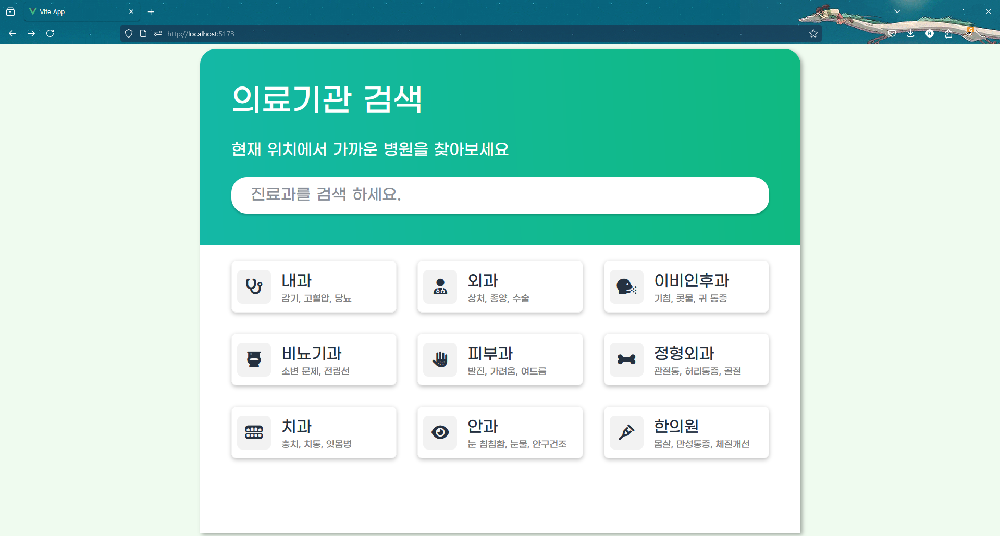 Vite App
http://localhost:5173
R
6
의료기관 검색
현재 위치에서 가까운 병원을 찾아보세요
진료과를 검색 하세요.
내과
감기, 고혈압, 당뇨
외과
상처, 종양, 수술
이비인후과
기침, 콧물, 귀 통증
비뇨기과
소변 문제, 전립선
피부과
발진, 가려움, 여드름
정형외과
관절통, 허리통증, 골절
치과
충치, 치통, 잇몸병
안과
눈 침침함, 눈물, 안구건조
한의원
몸살, 만성통증, 체질개선